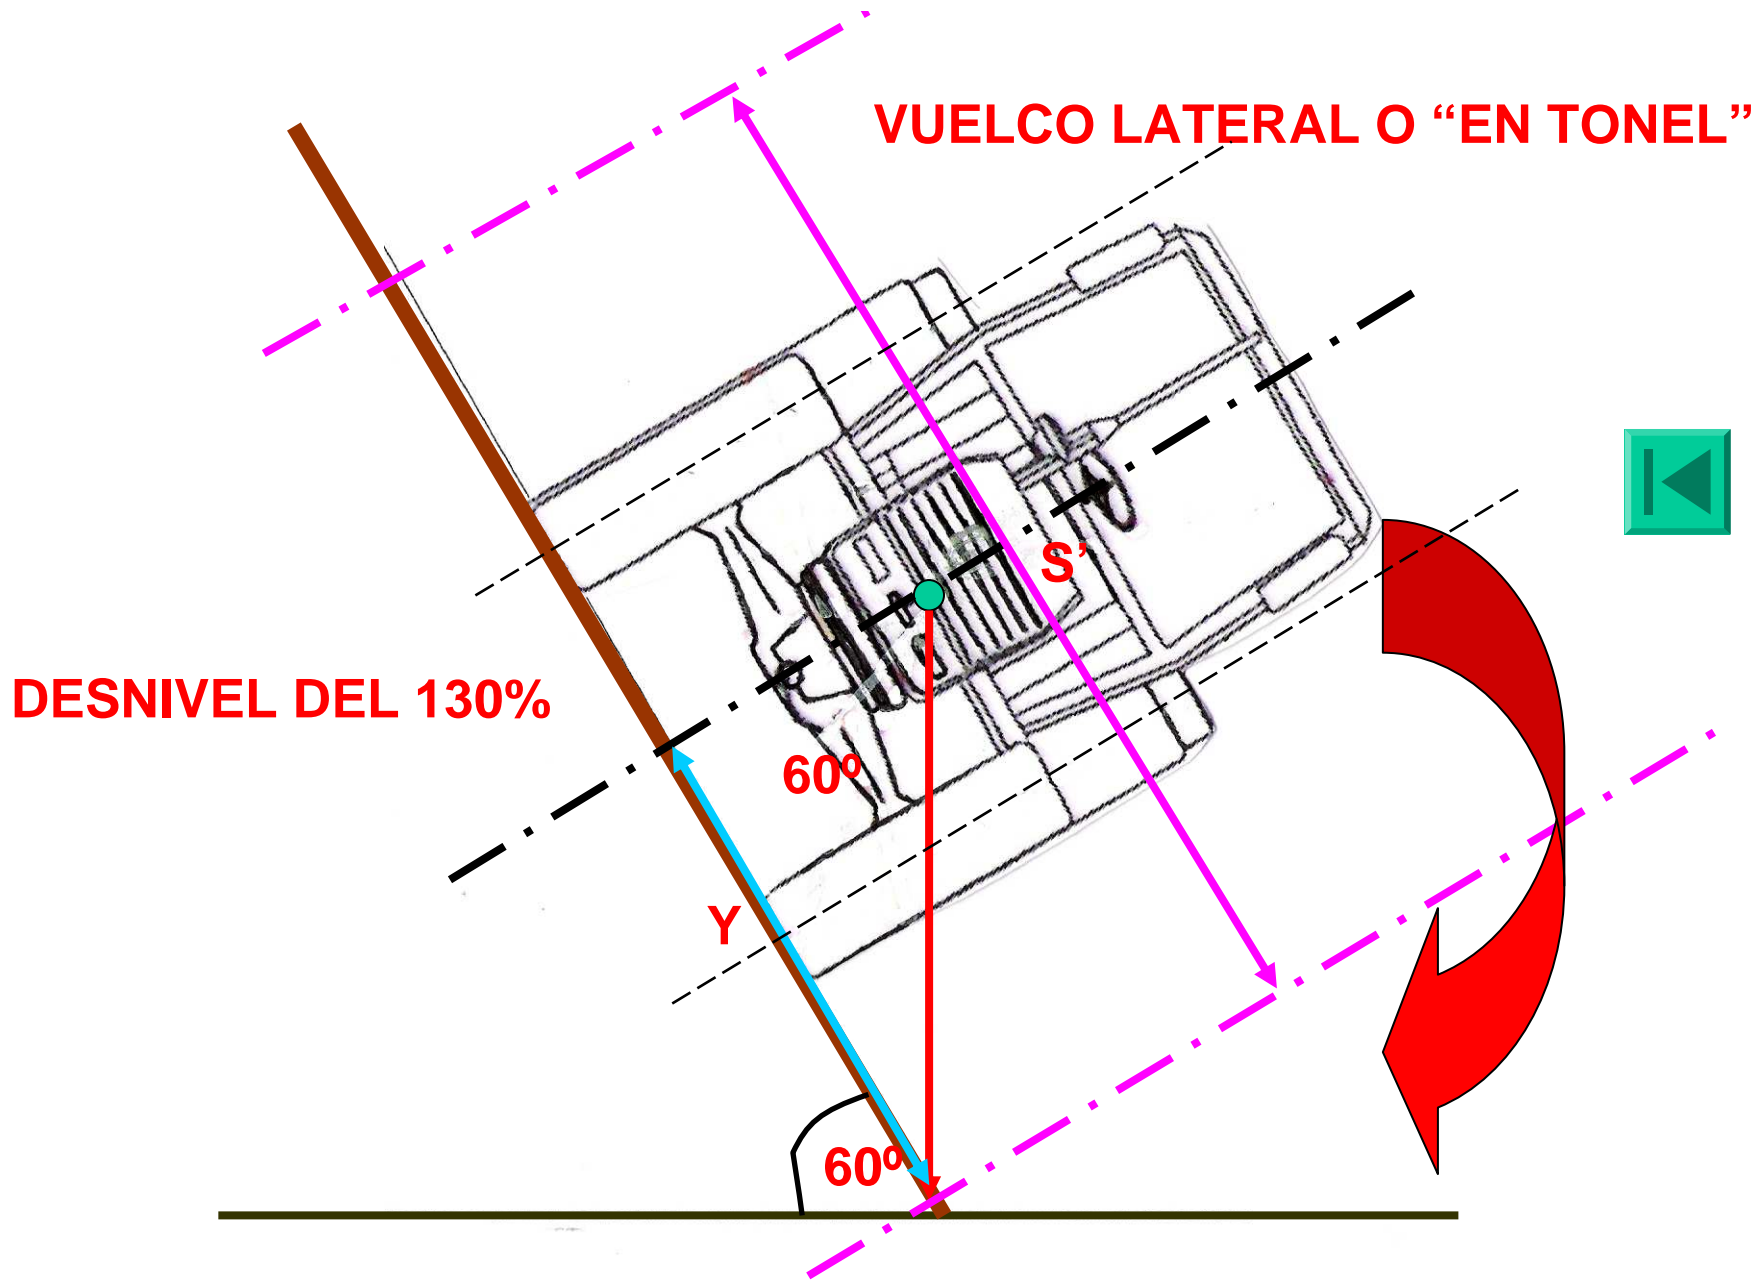 VUELCO LATERAL O “EN TONEL”
S’
DESNIVEL DEL 130%
60º
Y
60º